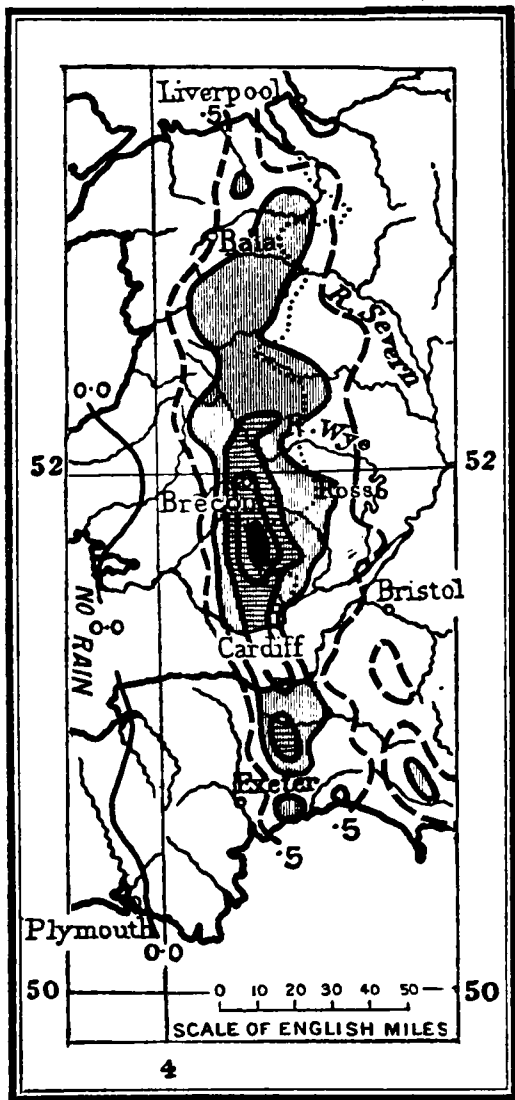 Liverpool
.5
Bala
R. Severn
0.0
R. Wye
52
52
Brecon
Ross
Bristol
NO RAIN
0.0
Cardiff
Exeter
.5
.5
Plymouth
0.0
50
0 10 20 30 40 50
50
SCALE OF ENGLISH MILES
4